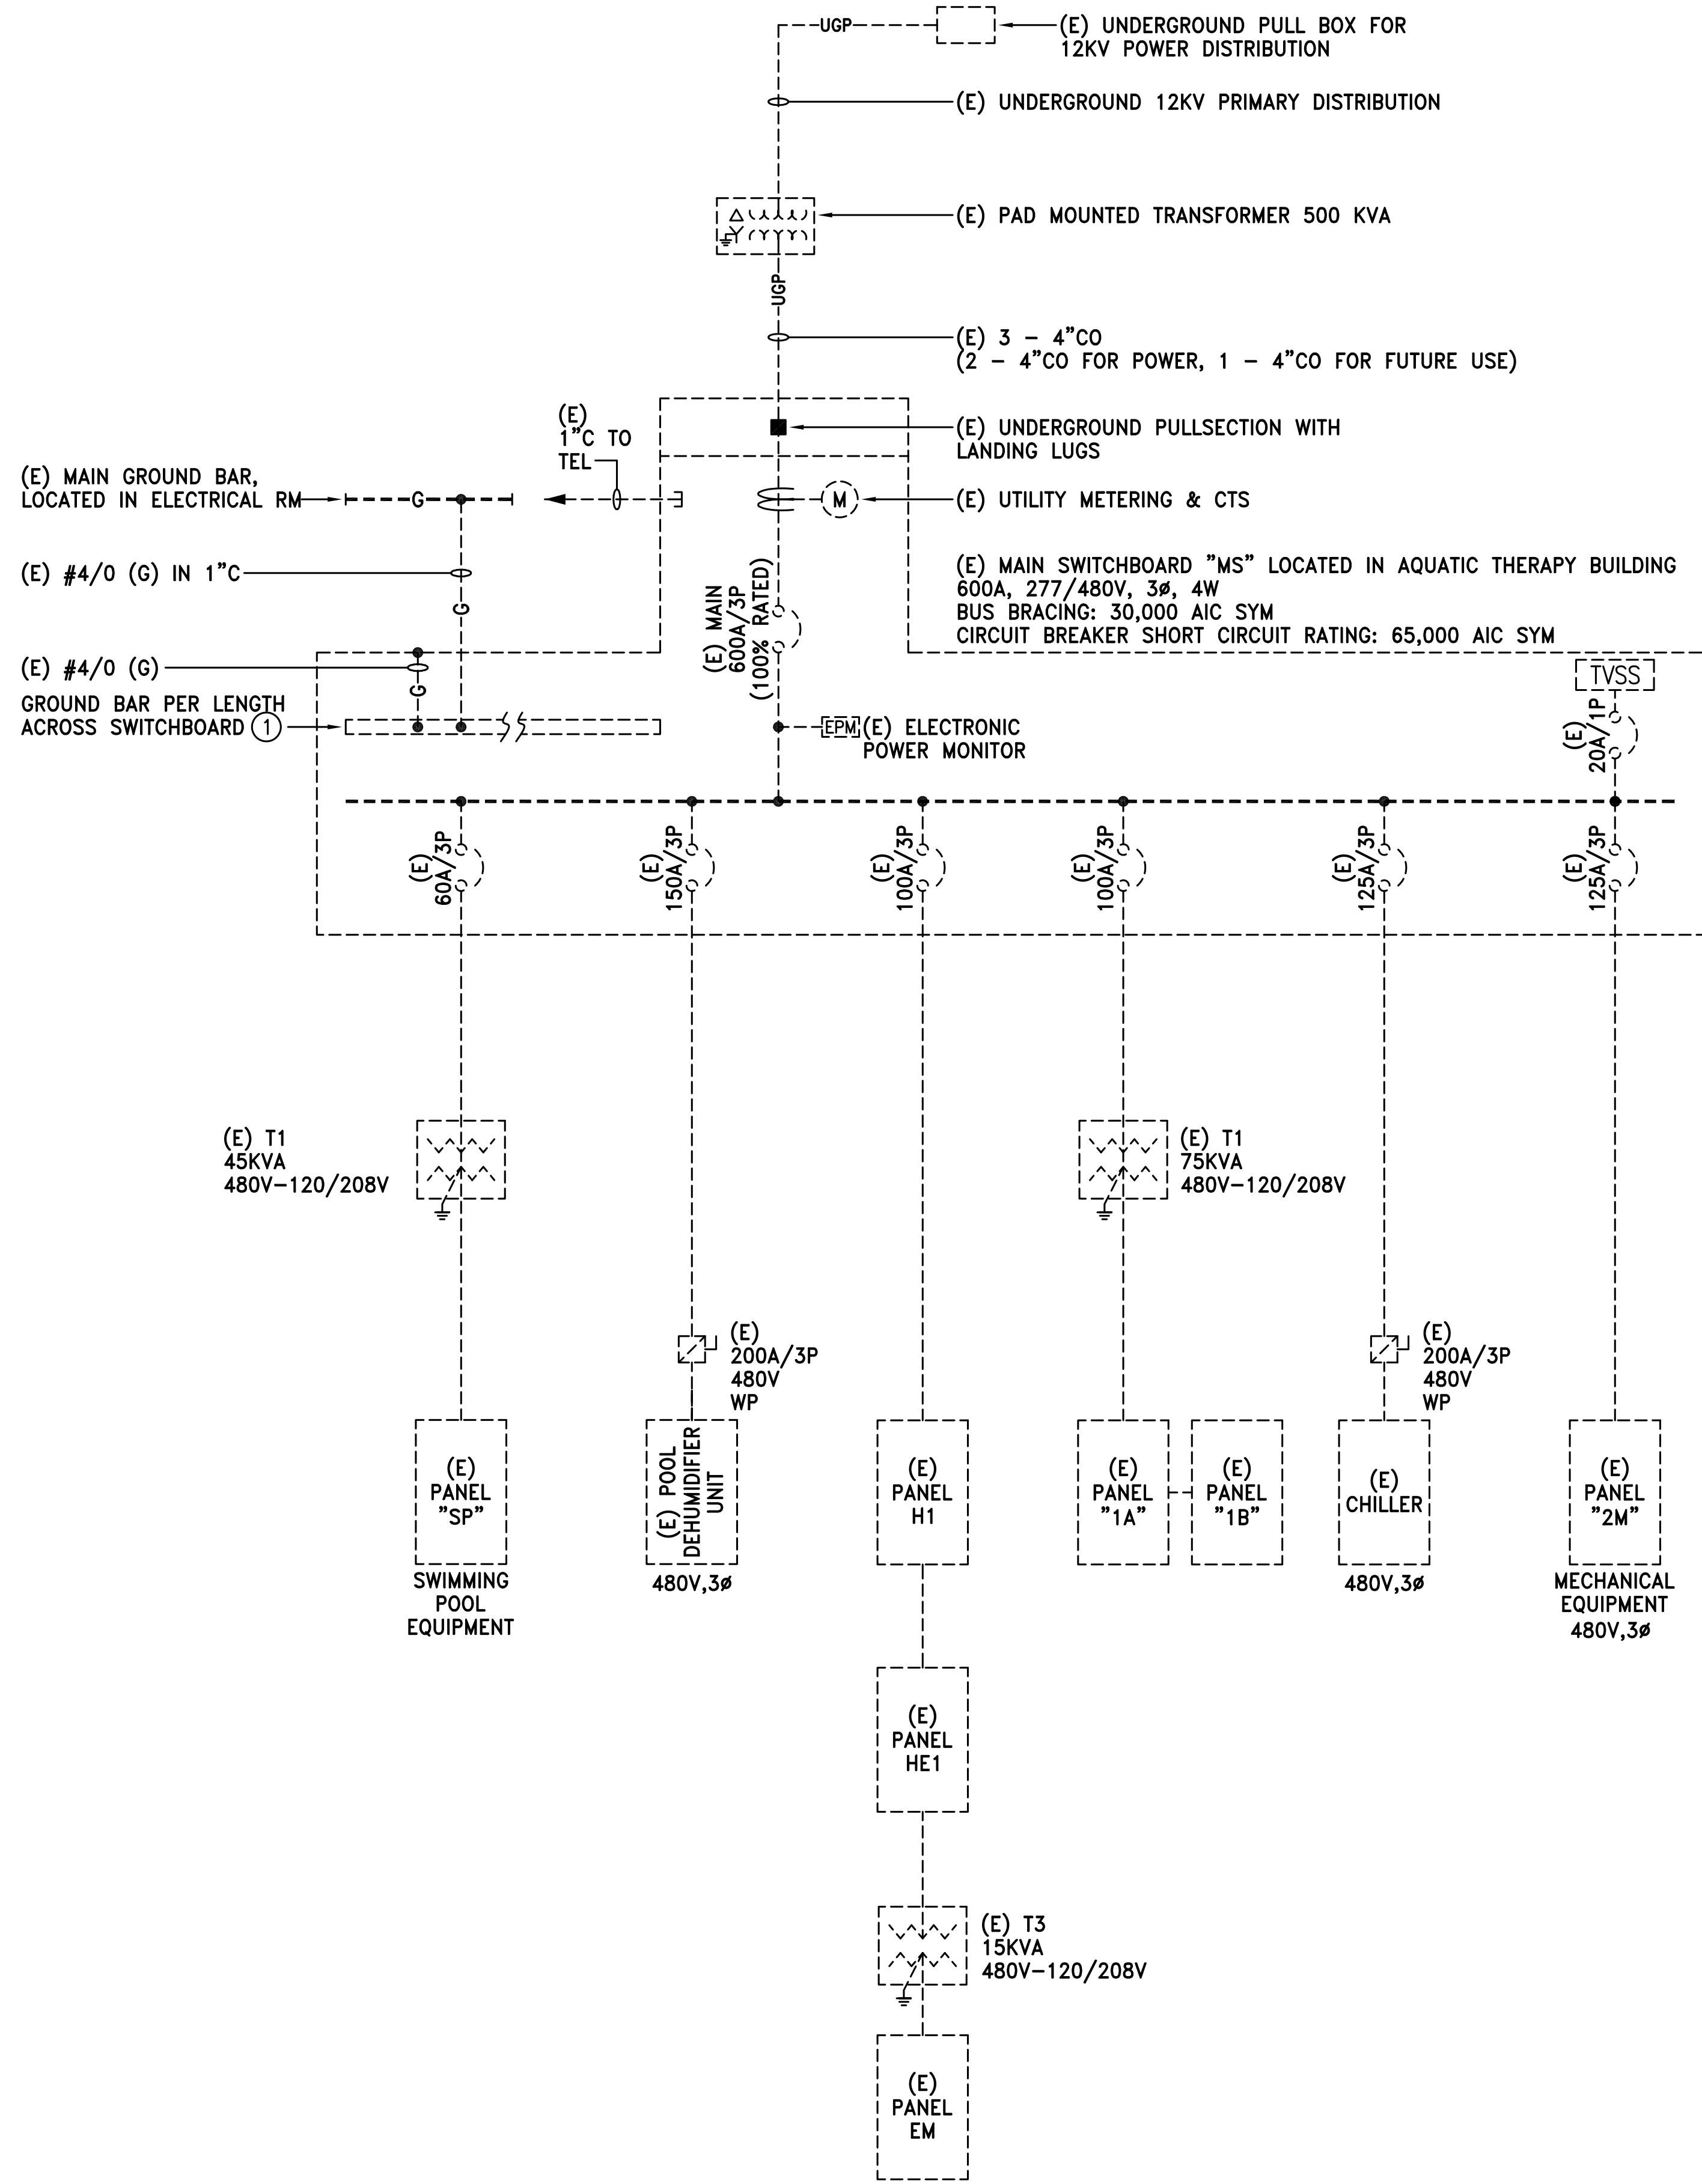 UGP
(E) UNDERGROUND PULL BOX FOR
12KV POWER DISTRIBUTION
(E) UNDERGROUND 12KV PRIMARY DISTRIBUTION
(E) PAD MOUNTED TRANSFORMER 500 KVA
UGP
(E) 3 - 4"CO
(2 - 4"CO FOR POWER, 1 - 4"CO FOR FUTURE USE)
(E)
1"C TO
TEL
(E) UNDERGROUND PULLSECTION WITH
LANDING LUGS
(E) MAIN GROUND BAR,
LOCATED IN ELECTRICAL RM
G
M
(E) UTILITY METERING & CTS
(E) #4/0 (G) IN 1"C
G
(E) MAIN
600A/3P
(100% RATED)
(E) MAIN SWITCHBOARD "MS" LOCATED IN AQUATIC THERAPY BUILDING
600A, 277/480V, 3ø, 4W
BUS BRACING: 30,000 AIC SYM
CIRCUIT BREAKER SHORT CIRCUIT RATING: 65,000 AIC SYM
(E) #4/0 (G)
G
GROUND BAR PER LENGTH
ACROSS SWITCHBOARD 1
EPM
(E) ELECTRONIC
POWER MONITOR
TVSS
(E)
20A/1P
(E)
60A/3P
(E)
150A/3P
(E)
100A/3P
(E)
100A/3P
(E)
125A/3P
(E)
125A/3P
(E) T1
45KVA
480V-120/208V
(E) T1
75KVA
480V-120/208V
(E)
200A/3P
480V
WP
(E)
200A/3P
480V
WP
(E)
PANEL
"SP"
SWIMMING
POOL
EQUIPMENT
(E) POOL
DEHUMIDIFIER
UNIT
480V,3ø
(E)
PANEL
H1
(E)
PANEL
"1A"
(E)
PANEL
"1B"
(E)
CHILLER
480V,3ø
(E)
PANEL
"2M"
MECHANICAL
EQUIPMENT
480V,3ø
(E)
PANEL
HE1
(E) T3
15KVA
480V-120/208V
(E)
PANEL
EM